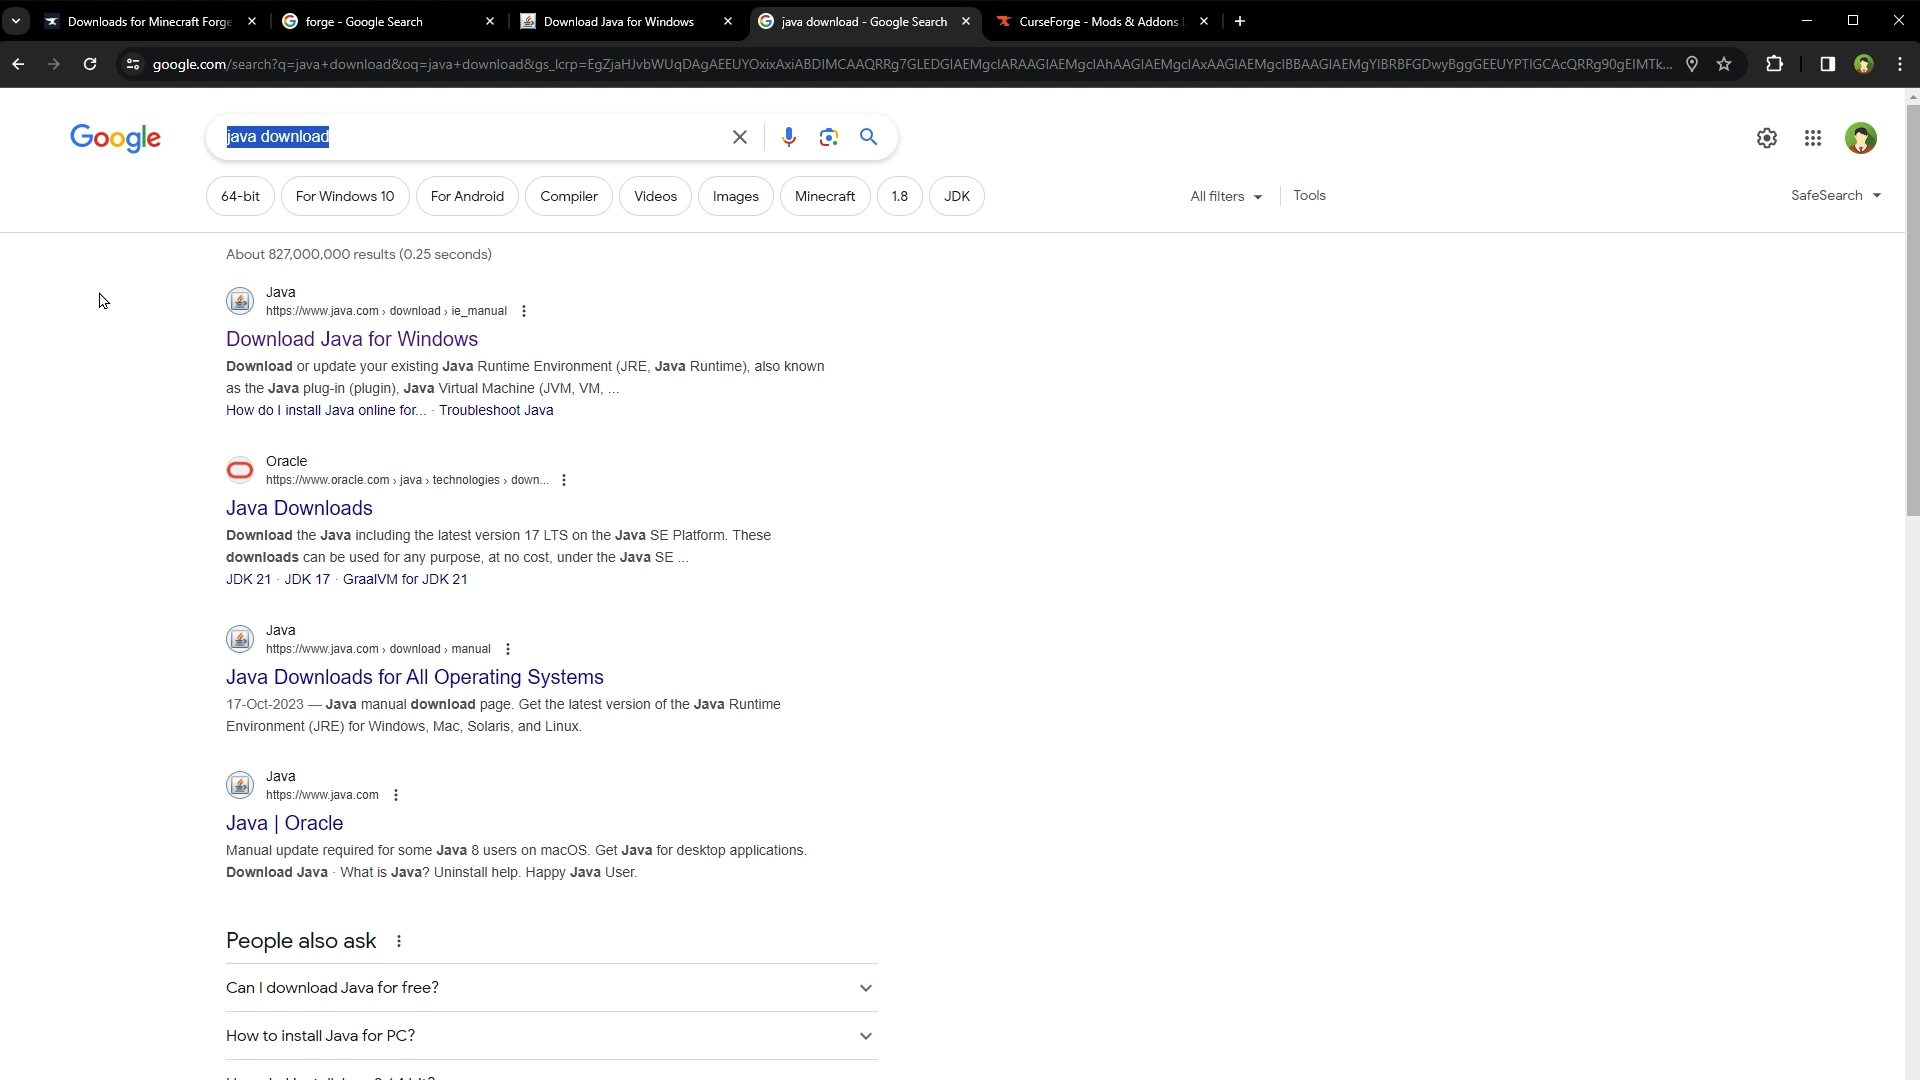 Downloads for Minecraft Forge
forge - Google Search
Download Java for Windows
java download - Google Search
CurseForge - Mods & Addons
google.com/search?q=java+download&oq=java+download&gs_lcrp=
Google
java download
64-bit
For Windows 10
For Android
Compiler
Videos
Images
Minecraft
1.8
JDK
All filters
Tools
SafeSearch
About 827,000,000 results (0.25 seconds)
Java
https://www.java.com › download › ie_manual
Download Java for Windows
Download or update your existing Java Runtime Environment (JRE, Java Runtime), also known
as the Java plug-in (plugin), Java Virtual Machine (JVM, VM, ...
How do I install Java online for... · Troubleshoot Java
Oracle
https://www.oracle.com › java › technologies › down...
Java Downloads
Download the Java including the latest version 17 LTS on the Java SE Platform. These
downloads can be used for any purpose, at no cost, under the Java SE ...
JDK 21 · JDK 17 · GraalVM for JDK 21
Java
https://www.java.com › download › manual
Java Downloads for All Operating Systems
17-Oct-2023 — Java manual download page. Get the latest version of the Java Runtime
Environment (JRE) for Windows, Mac, Solaris, and Linux.
Java
https://www.java.com
Java | Oracle
Manual update required for some Java 8 users on macOS. Get Java for desktop applications.
Download Java · What is Java? Uninstall help. Happy Java User.
People also ask
Can I download Java for free?
How to install Java for PC?